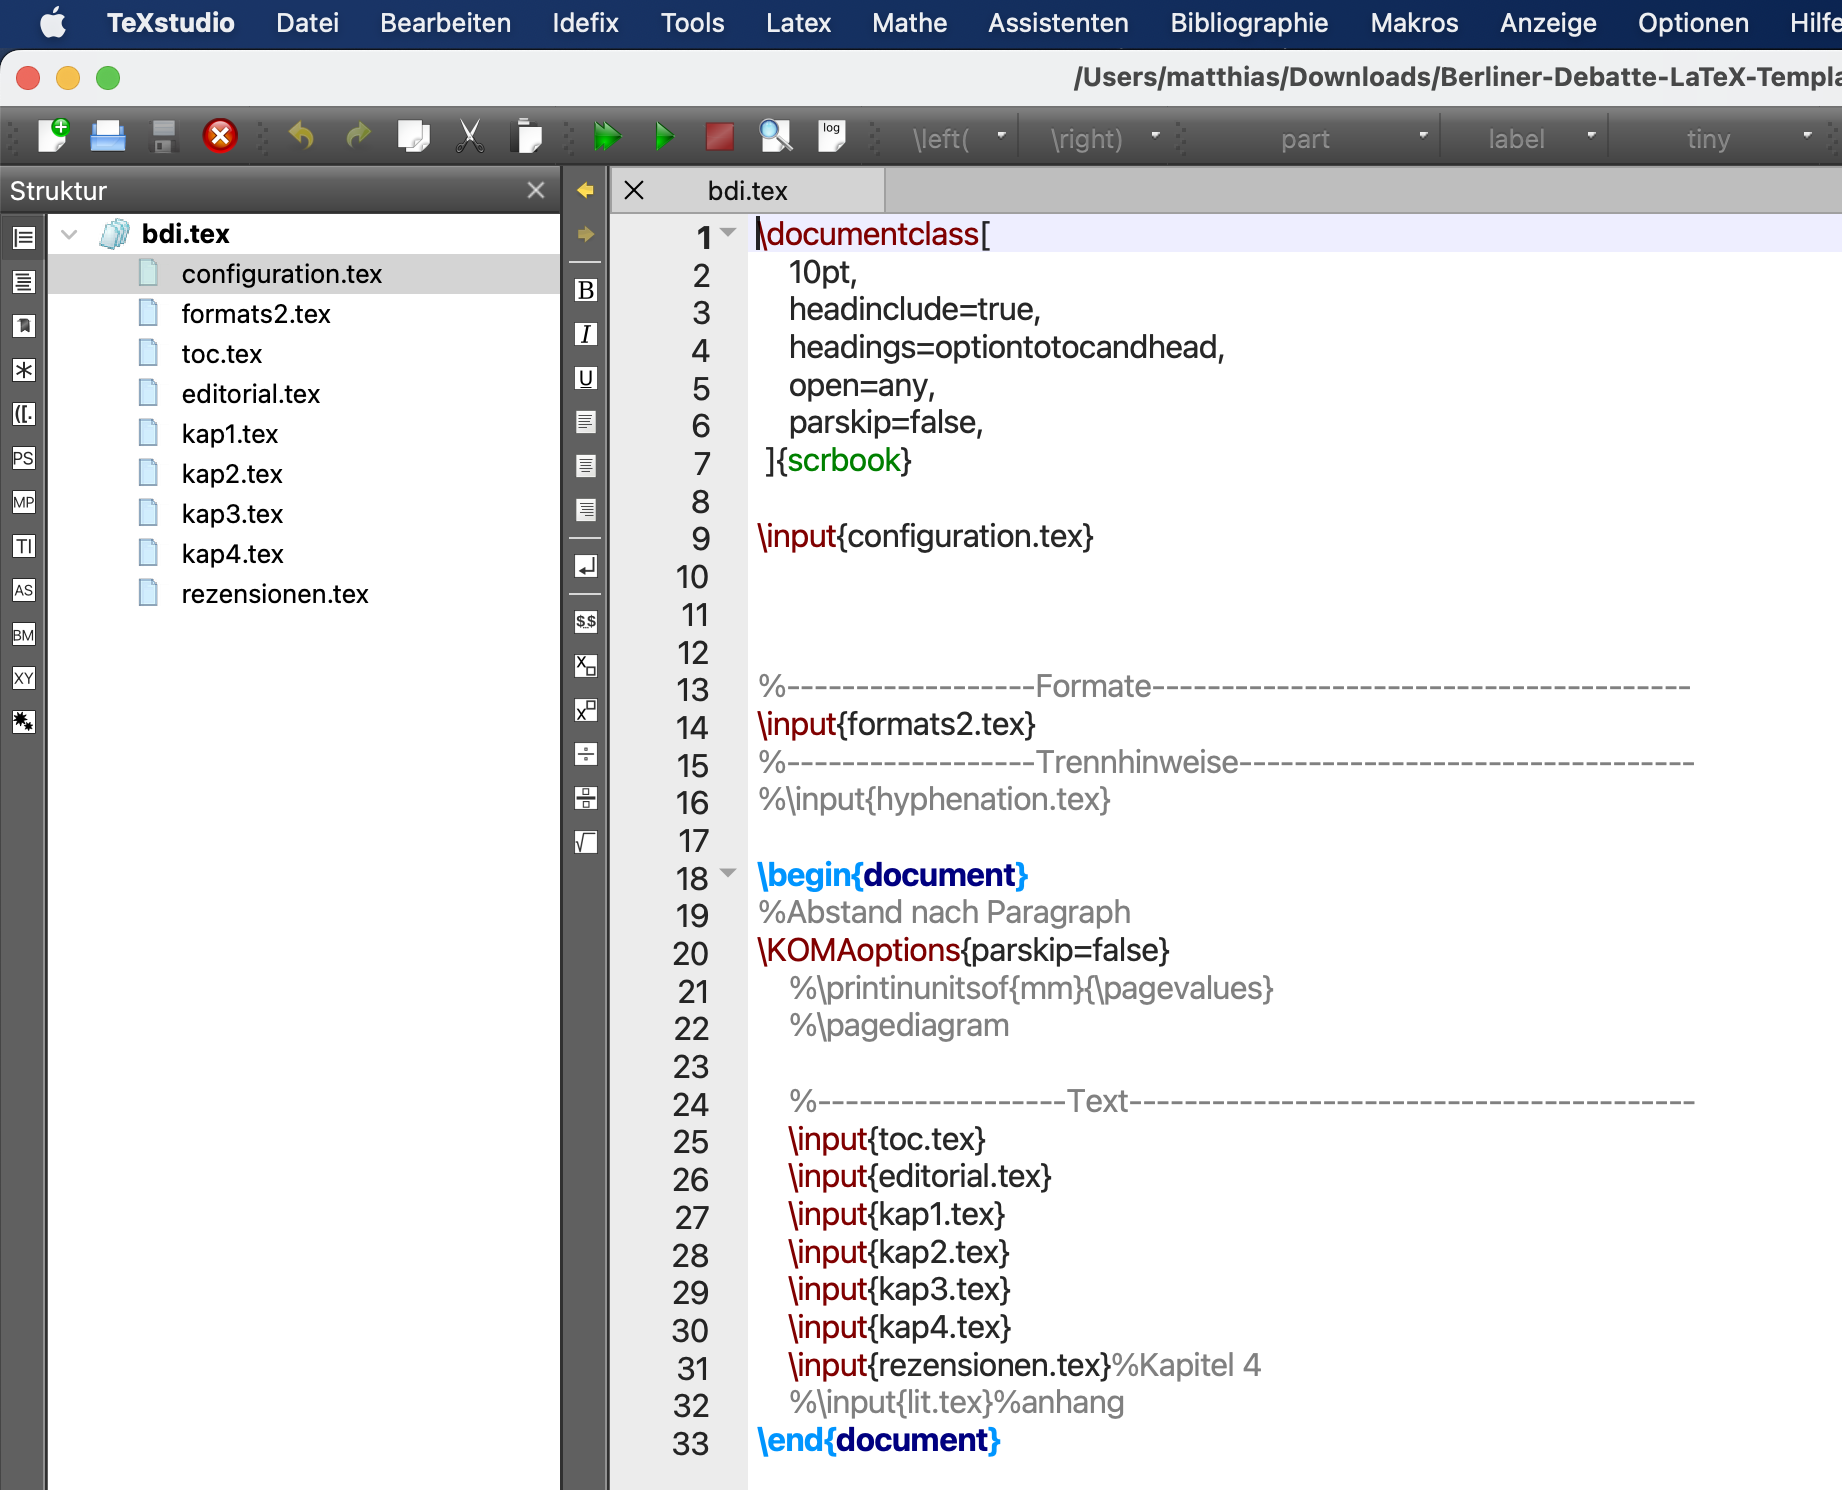 TeXstudio Datei Bearbeiten Idefix Tools Latex Mathe Assistenten Bibliographie Makros Anzeige Optionen Hilfe
/Users/matthias/Downloads/Berliner-Debatte-LaTeX-Templa
log \left( \right) part label tiny
Struktur
bdi.tex
configuration.tex
formats2.tex
toc.tex
editorial.tex
kap1.tex
kap2.tex
kap3.tex
kap4.tex
rezensionen.tex
PS
MP
TI
AS
BM
XY
B
I
U
$$
bdi.tex
1 \documentclass[
2 10pt,
3 headinclude=true,
4 headings=optiontotocandhead,
5 open=any,
6 parskip=false,
7 ]{scrbook}
8
9 \input{configuration.tex}
10
11
12
13 %------------------Formate---------------------------------------
14 \input{formats2.tex}
15 %------------------Trennhinweise---------------------------------
16 %\input{hyphenation.tex}
17
18 \begin{document}
19 %Abstand nach Paragraph
20 \KOMAoptions{parskip=false}
21 %\printinunitsof{mm}{\pagevalues}
22 %\pagediagram
23
24 %------------------Text-----------------------------------------
25 \input{toc.tex}
26 \input{editorial.tex}
27 \input{kap1.tex}
28 \input{kap2.tex}
29 \input{kap3.tex}
30 \input{kap4.tex}
31 \input{rezensionen.tex}%Kapitel 4
32 %\input{lit.tex}%anhang
33 \end{document}